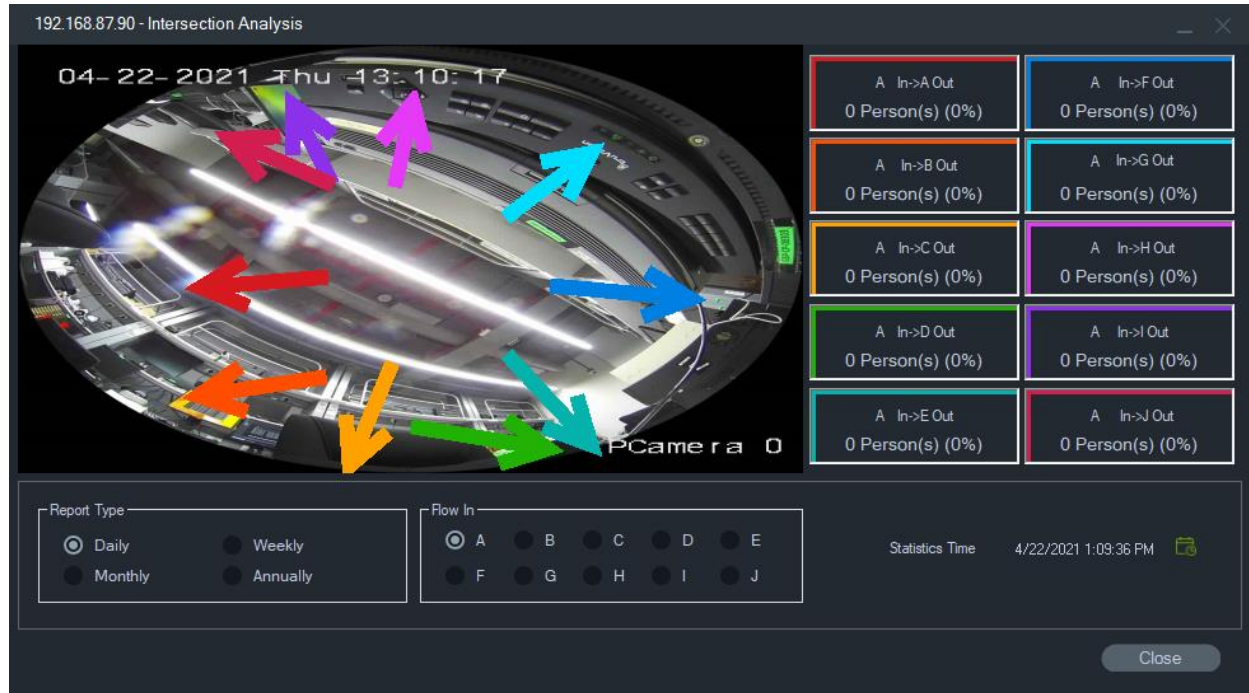 192.168.87.90 - Intersection Analysis
04-22-2021 Thu 13:10:17
PCamera 0
A In->A Out
0 Person(s) (0%)
A In->F Out
0 Person(s) (0%)
A In->B Out
0 Person(s) (0%)
A In->G Out
0 Person(s) (0%)
A In->C Out
0 Person(s) (0%)
A In->H Out
0 Person(s) (0%)
A In->D Out
0 Person(s) (0%)
A In->I Out
0 Person(s) (0%)
A In->E Out
0 Person(s) (0%)
A In->J Out
0 Person(s) (0%)
Report Type
Daily Weekly
Monthly Annually
Flow In
A B C D E
F G H I J
Statistics Time 4/22/2021 1:09:36 PM
Close